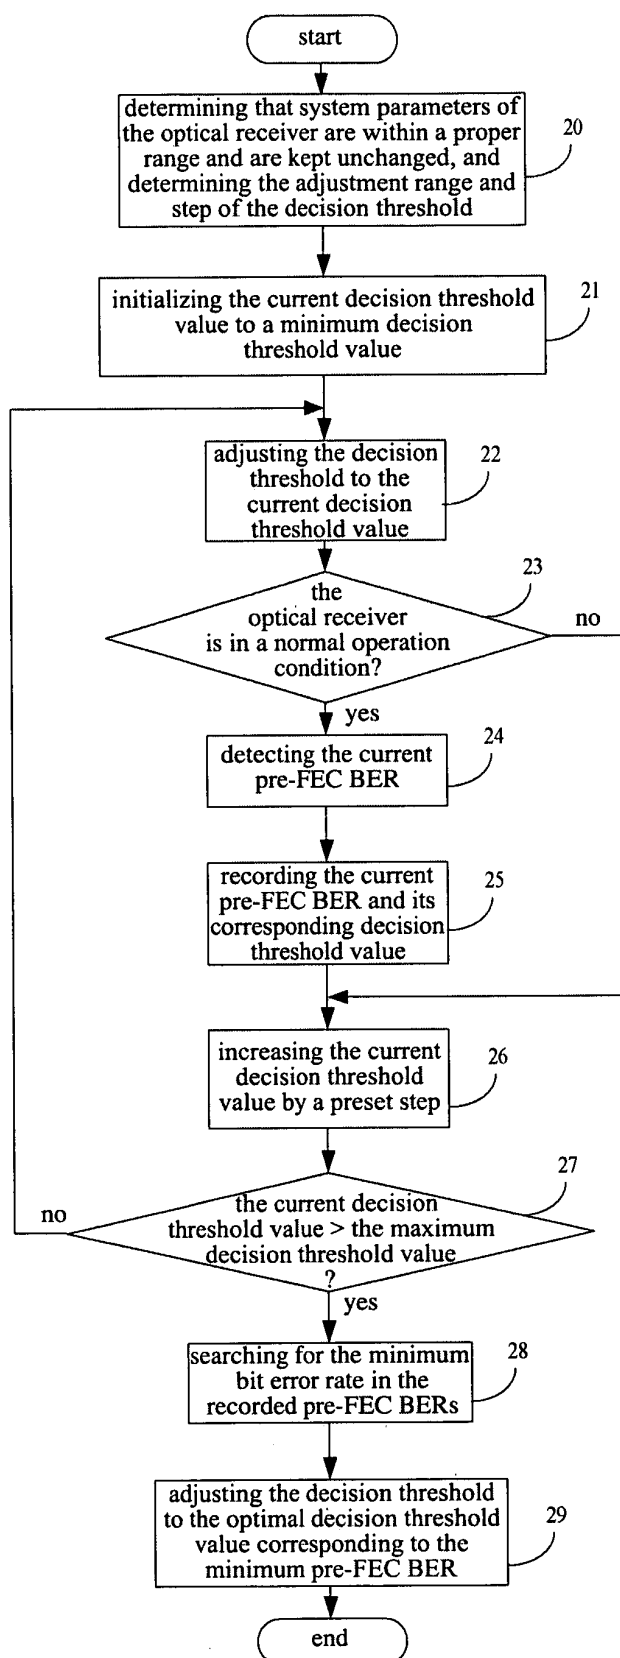 start
determining that system parameters of
the optical receiver are within a proper
range and are kept unchanged, and
determining the adjustment range and
step of the decision threshold
20
initializing the current decision threshold
value to a minimum decision
threshold value
21
adjusting the decision
threshold to the
current decision
threshold value
22
the
optical receiver
is in a normal operation
condition?
23
no
yes
detecting the current
pre-FEC BER
24
recording the current
pre-FEC BER and its
corresponding decision
threshold value
25
increasing the current
decision threshold
value by a preset step
26
the current decision
threshold value > the maximum
decision threshold value
?
27
no
yes
searching for the minimum
bit error rate in the
recorded pre-FEC BERs
28
adjusting the decision threshold
to the optimal decision threshold
value corresponding to the
minimum pre-FEC BER
29
end